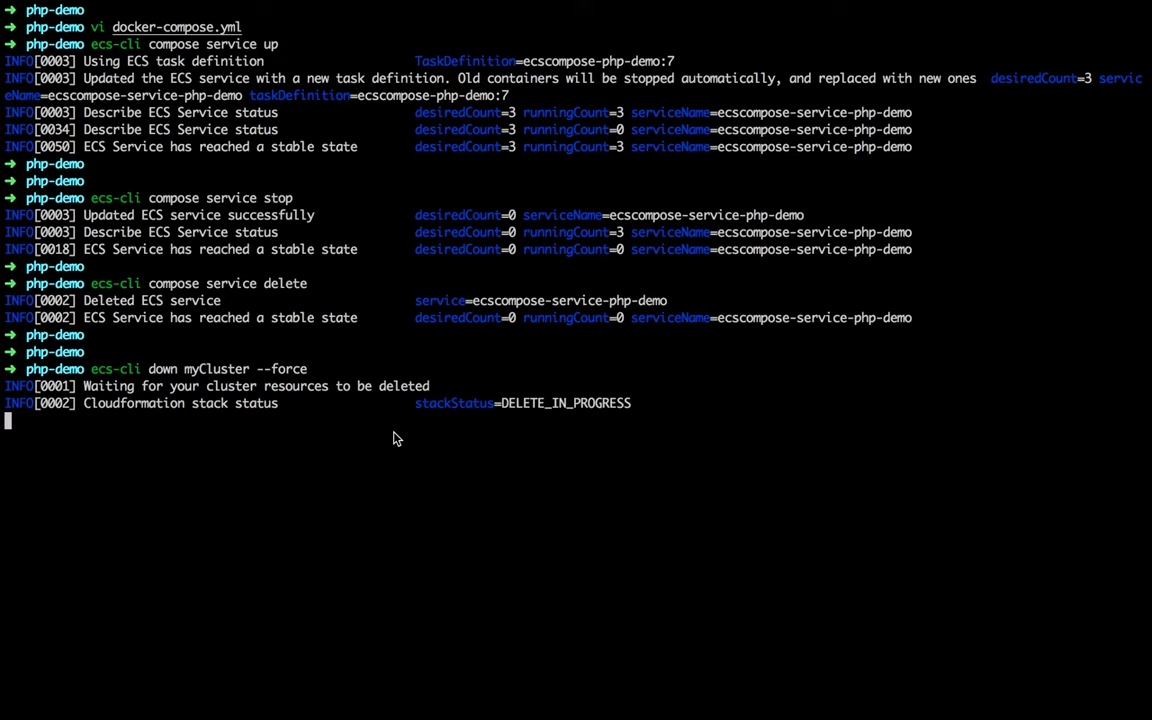 ➜ php-demo
➜ php-demo vi docker-compose.yml
➜ php-demo ecs-cli compose service up
INFO[0003] Using ECS task definition TaskDefinition=ecscompose-php-demo:7
INFO[0003] Updated the ECS service with a new task definition. Old containers will be stopped automatically, and replaced with new ones desiredCount=3 servic
eName=ecscompose-service-php-demo taskDefinition=ecscompose-php-demo:7
INFO[0003] Describe ECS Service status desiredCount=3 runningCount=3 serviceName=ecscompose-service-php-demo
INFO[0034] Describe ECS Service status desiredCount=3 runningCount=0 serviceName=ecscompose-service-php-demo
INFO[0050] ECS Service has reached a stable state desiredCount=3 runningCount=3 serviceName=ecscompose-service-php-demo
➜ php-demo
➜ php-demo
➜ php-demo ecs-cli compose service stop
INFO[0003] Updated ECS service successfully desiredCount=0 serviceName=ecscompose-service-php-demo
INFO[0003] Describe ECS Service status desiredCount=0 runningCount=3 serviceName=ecscompose-service-php-demo
INFO[0018] ECS Service has reached a stable state desiredCount=0 runningCount=0 serviceName=ecscompose-service-php-demo
➜ php-demo
➜ php-demo ecs-cli compose service delete
INFO[0002] Deleted ECS service service=ecscompose-service-php-demo
INFO[0002] ECS Service has reached a stable state desiredCount=0 runningCount=0 serviceName=ecscompose-service-php-demo
➜ php-demo
➜ php-demo
➜ php-demo ecs-cli down myCluster --force
INFO[0001] Waiting for your cluster resources to be deleted
INFO[0002] Cloudformation stack status stackStatus=DELETE_IN_PROGRESS